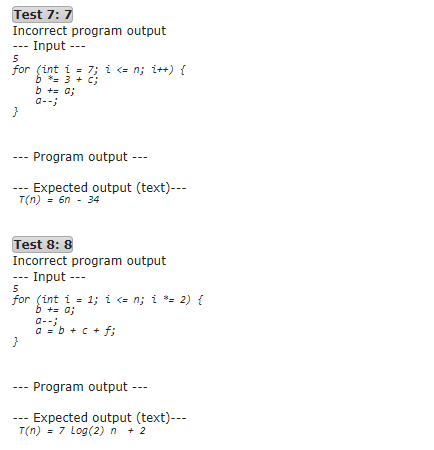 Test 7: 7
Incorrect program output
--- Input ---
5
for (int i = 7; i <= n; i++) {
b *= 3 + c;
b += a;
a--;
}
--- Program output ---
--- Expected output (text)---
T(n) = 6n - 34
Test 8: 8
Incorrect program output
--- Input ---
5
for (int i = 1; i <= n; i *= 2) {
b += a;
a--;
a = b + c + f;
}
--- Program output ---
--- Expected output (text)---
T(n) = 7 Log(2) n  + 2